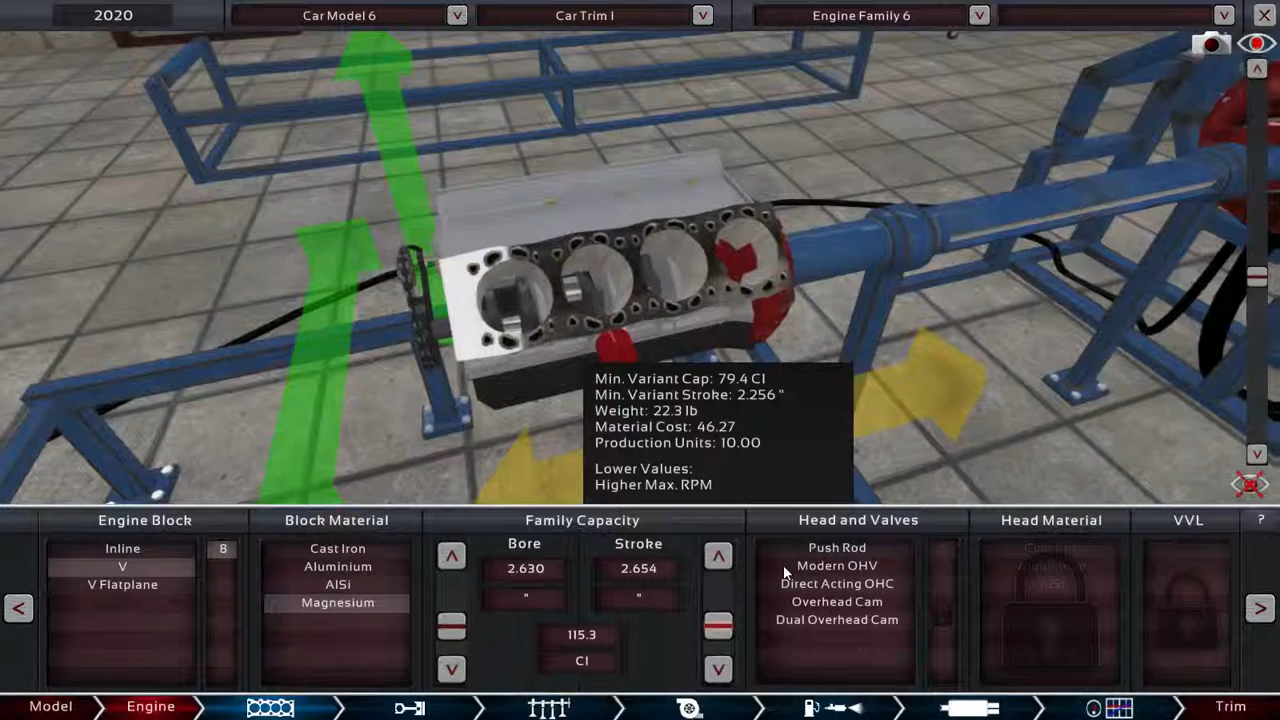 2020
Car Model 6
Car Trim I
Engine Family 6
Min. Variant Cap: 79.4 CI
Min. Variant Stroke: 2.256 "
Weight: 22.3 lb
Material Cost: 46.27
Production Units: 10.00
Lower Values:
Higher Max. RPM
Engine Block
Inline
V
V Flatplane
8
Block Material
Cast Iron
Aluminium
AlSi
Magnesium
Family Capacity
Bore
Stroke
2.630
2.654
"
"
115.3
CI
Head and Valves
Push Rod
Modern OHV
Direct Acting OHC
Overhead Cam
Dual Overhead Cam
Head Material
VVL
?
Model
Engine
Trim